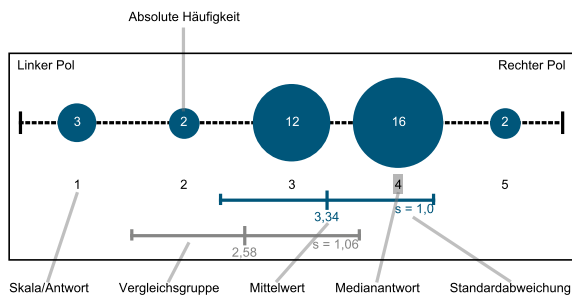 Absolute Häufigkeit
Linker Pol Rechter Pol
3 2 12 16 2
1 2 3 4 5
3,34 s = 1,0
2,58 s = 1,06
Skala/Antwort Vergleichsgruppe Mittelwert Medianantwort Standardabweichung